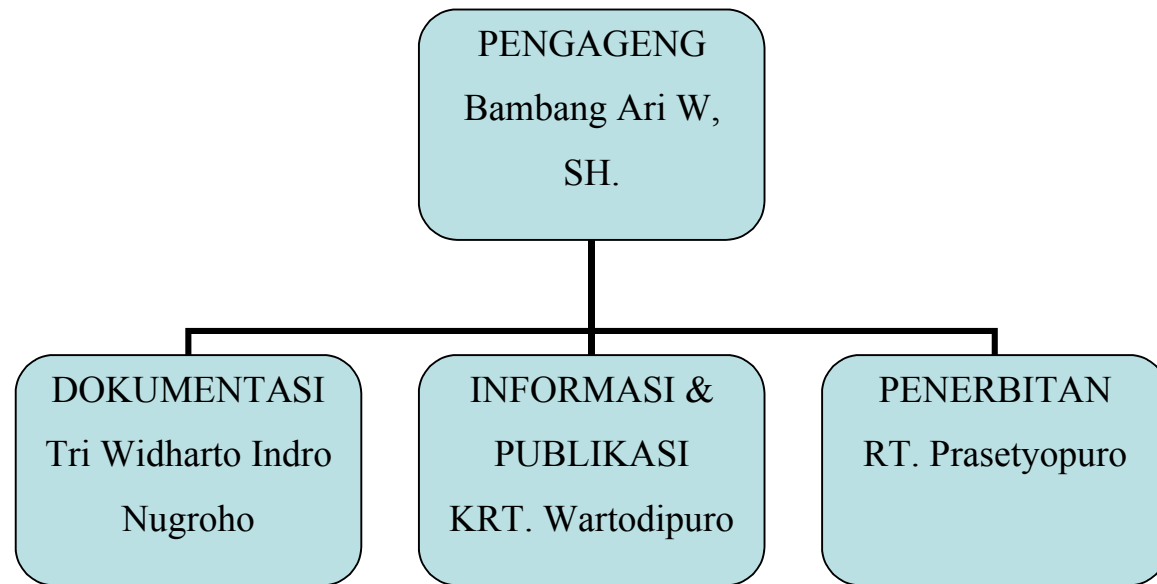 PENGAGENG
Bambang Ari W,
SH.
DOKUMENTASI
Tri Widharto Indro
Nugroho
INFORMASI &
PUBLIKASI
KRT. Wartodipuro
PENERBITAN
RT. Prasetyopuro